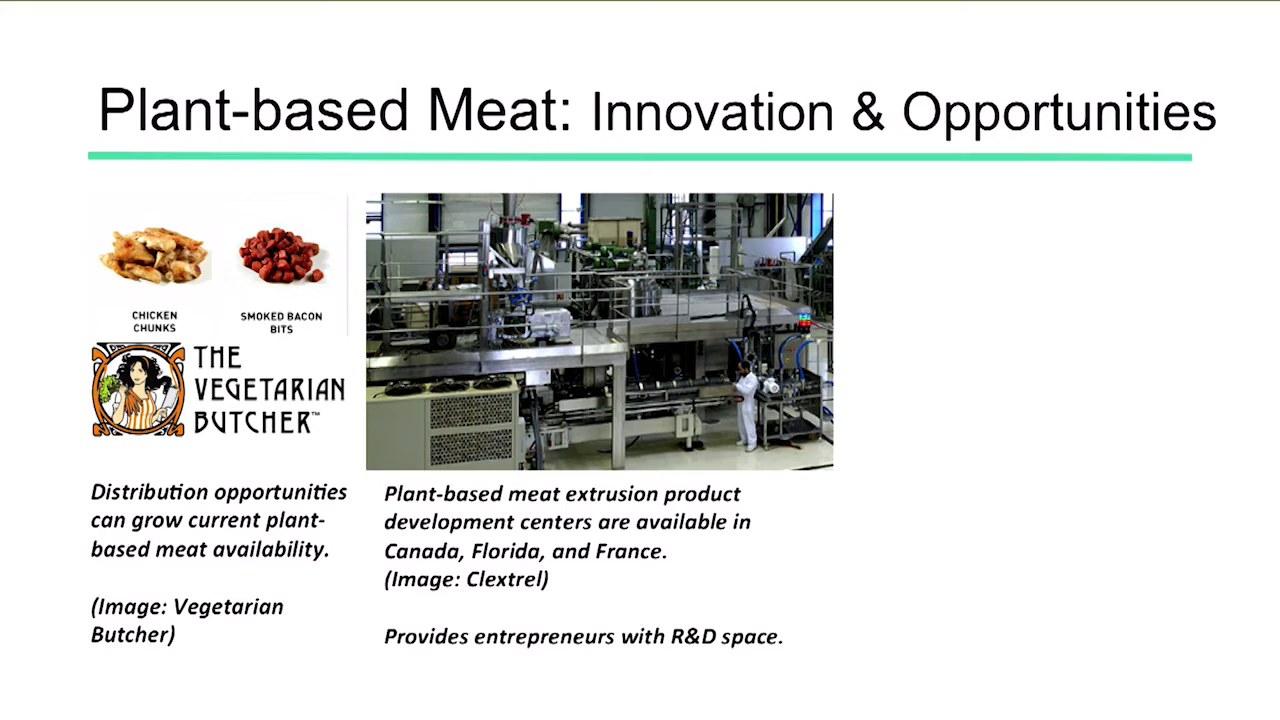 Plant-based Meat: Innovation & Opportunities
CHICKEN
CHUNKS
SMOKED BACON
BITS
THE
VEGETARIAN
BUTCHER™
Distribution opportunities
can grow current plant-
based meat availability.
(Image: Vegetarian
Butcher)
Plant-based meat extrusion product
development centers are available in
Canada, Florida, and France.
(Image: Clextrel)
Provides entrepreneurs with R&D space.